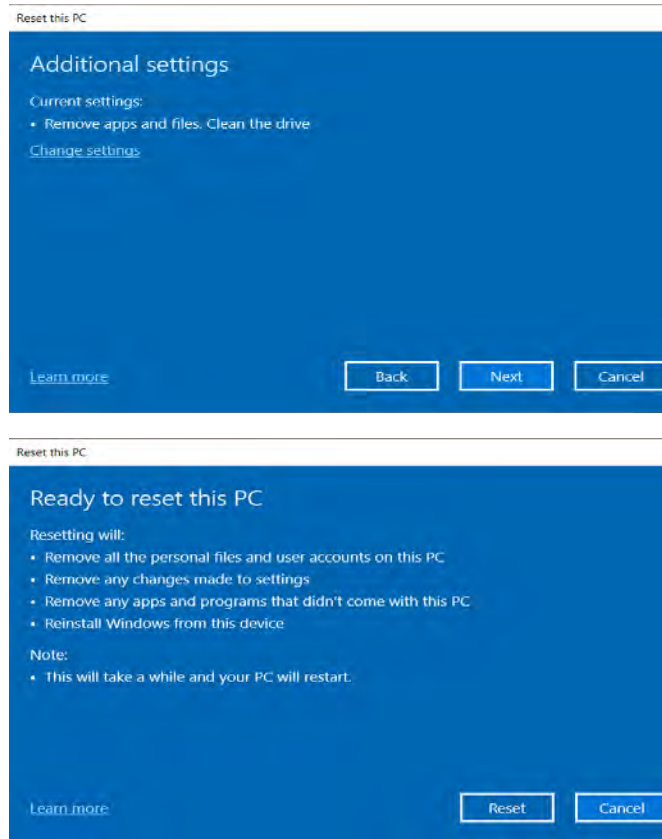 Reset this PC
Additional settings
Current settings:
• Remove apps and files. Clean the drive
Change settings
Learn more
Back
Next
Cancel
Reset this PC
Ready to reset this PC
Resetting will:
• Remove all the personal files and user accounts on this PC
• Remove any changes made to settings
• Remove any apps and programs that didn't come with this PC
• Reinstall Windows from this device
Note:
• This will take a while and your PC will restart.
Learn more
Reset
Cancel